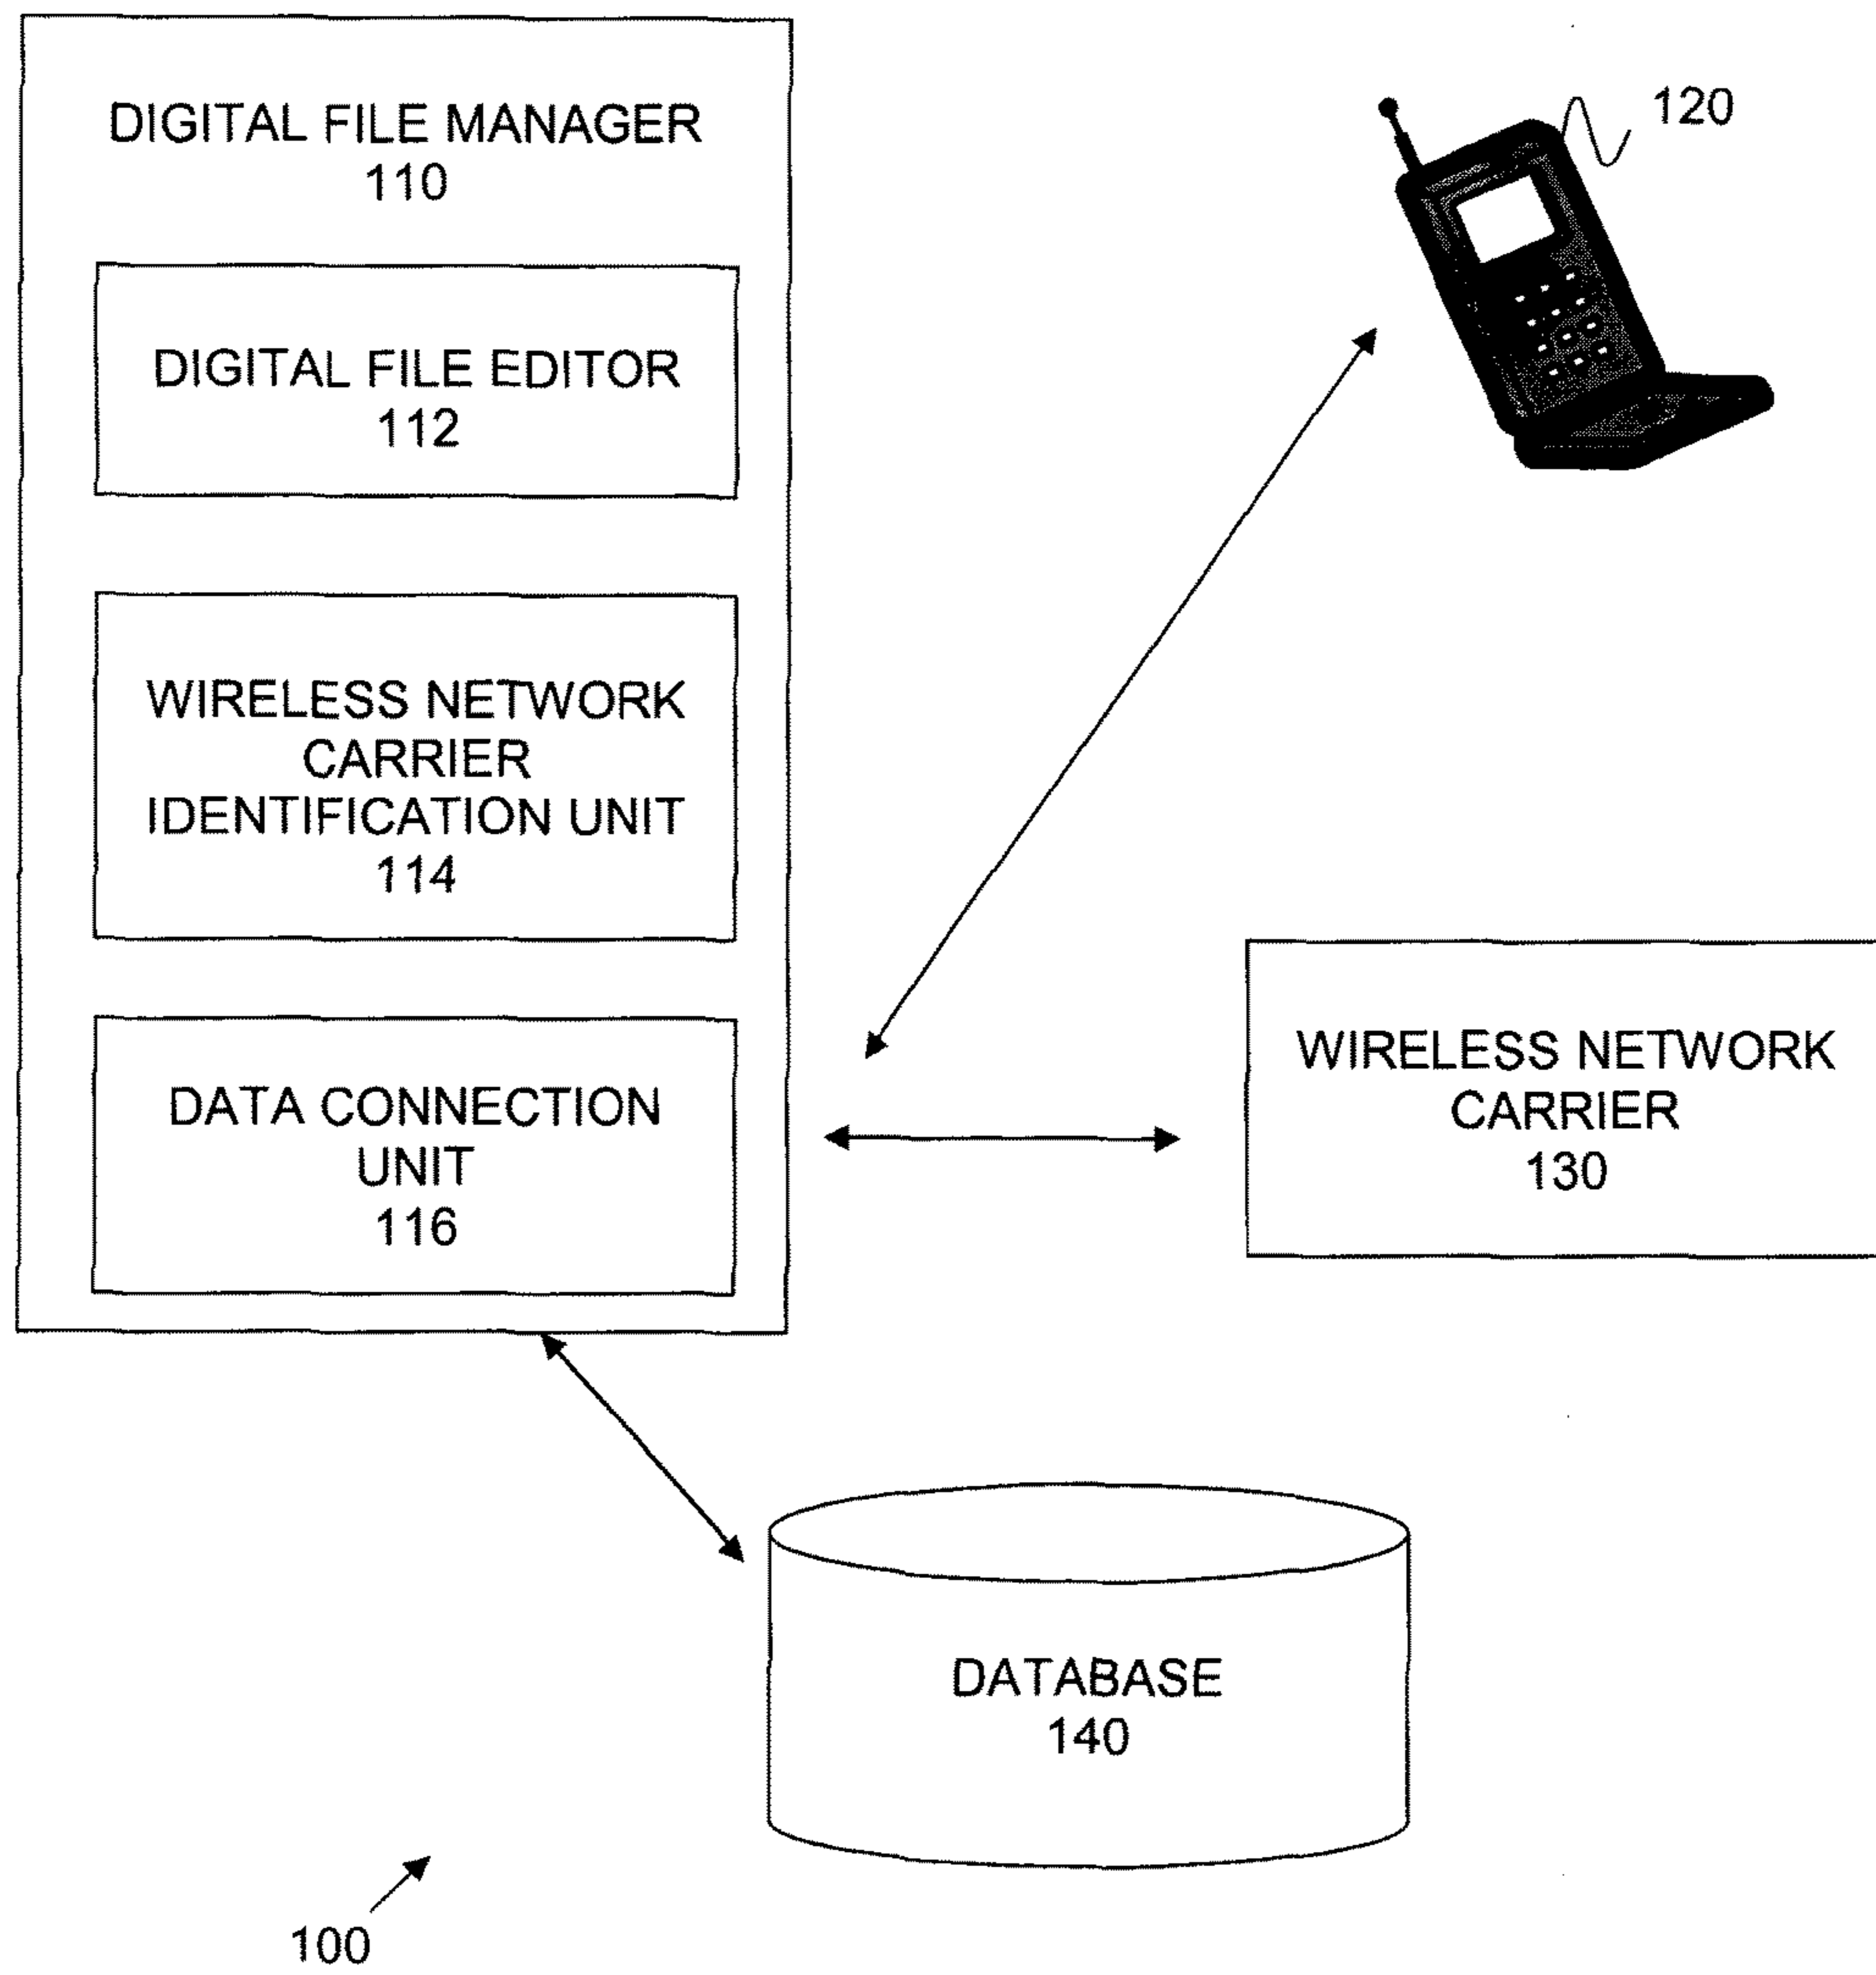 DIGITAL FILE MANAGER
110
DIGITAL FILE EDITOR
112
WIRELESS NETWORK
CARRIER
IDENTIFICATION UNIT
114
DATA CONNECTION
UNIT
116
120
WIRELESS NETWORK
CARRIER
130
DATABASE
140
100